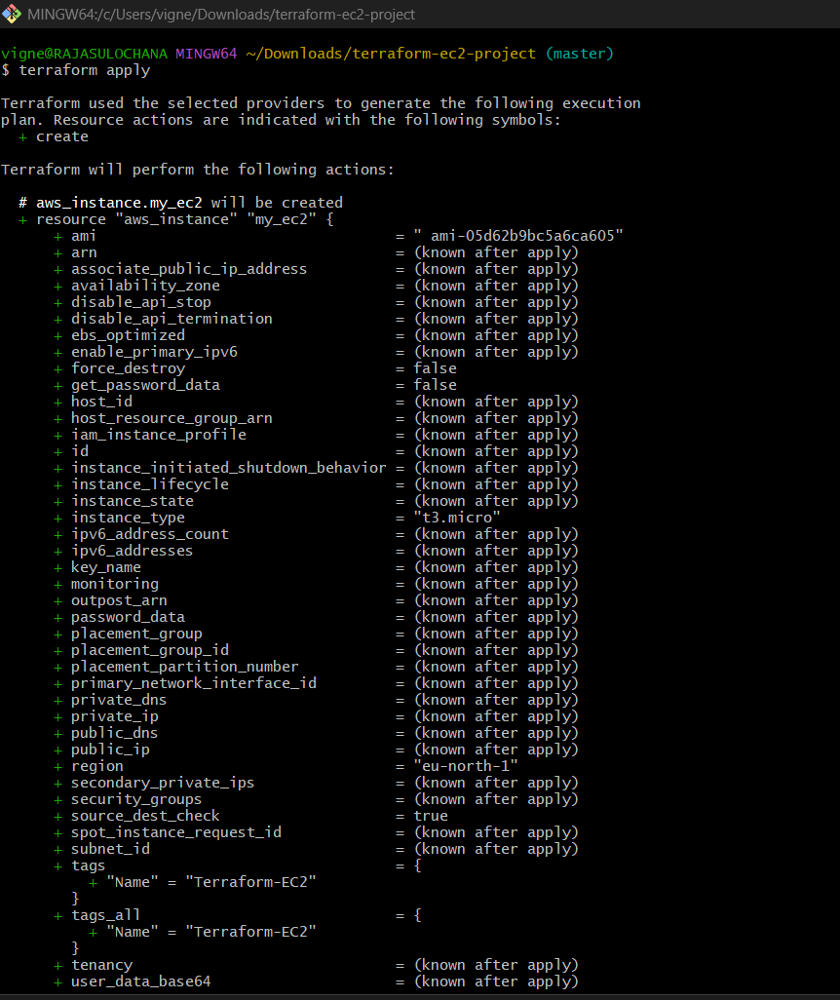 MINGW64:/c/Users/vigne/Downloads/terraform-ec2-project
vigne@RAJASULOCHANA MINGW64 ~/Downloads/terraform-ec2-project (master)
$ terraform apply
Terraform used the selected providers to generate the following execution
plan. Resource actions are indicated with the following symbols:
+ create
Terraform will perform the following actions:
# aws_instance.my_ec2 will be created
+ resource "aws_instance" "my_ec2" {
+ ami = " ami-05d62b9bc5a6ca605"
+ arn = (known after apply)
+ associate_public_ip_address = (known after apply)
+ availability_zone = (known after apply)
+ disable_api_stop = (known after apply)
+ disable_api_termination = (known after apply)
+ ebs_optimized = (known after apply)
+ enable_primary_ipv6 = (known after apply)
+ force_destroy = false
+ get_password_data = false
+ host_id = (known after apply)
+ host_resource_group_arn = (known after apply)
+ iam_instance_profile = (known after apply)
+ id = (known after apply)
+ instance_initiated_shutdown_behavior = (known after apply)
+ instance_lifecycle = (known after apply)
+ instance_state = (known after apply)
+ instance_type = "t3.micro"
+ ipv6_address_count = (known after apply)
+ ipv6_addresses = (known after apply)
+ key_name = (known after apply)
+ monitoring = (known after apply)
+ outpost_arn = (known after apply)
+ password_data = (known after apply)
+ placement_group = (known after apply)
+ placement_group_id = (known after apply)
+ placement_partition_number = (known after apply)
+ primary_network_interface_id = (known after apply)
+ private_dns = (known after apply)
+ private_ip = (known after apply)
+ public_dns = (known after apply)
+ public_ip = (known after apply)
+ region = "eu-north-1"
+ secondary_private_ips = (known after apply)
+ security_groups = (known after apply)
+ source_dest_check = true
+ spot_instance_request_id = (known after apply)
+ subnet_id = (known after apply)
+ tags = {
+ "Name" = "Terraform-EC2"
}
+ tags_all = {
+ "Name" = "Terraform-EC2"
}
+ tenancy = (known after apply)
+ user_data_base64 = (known after apply)